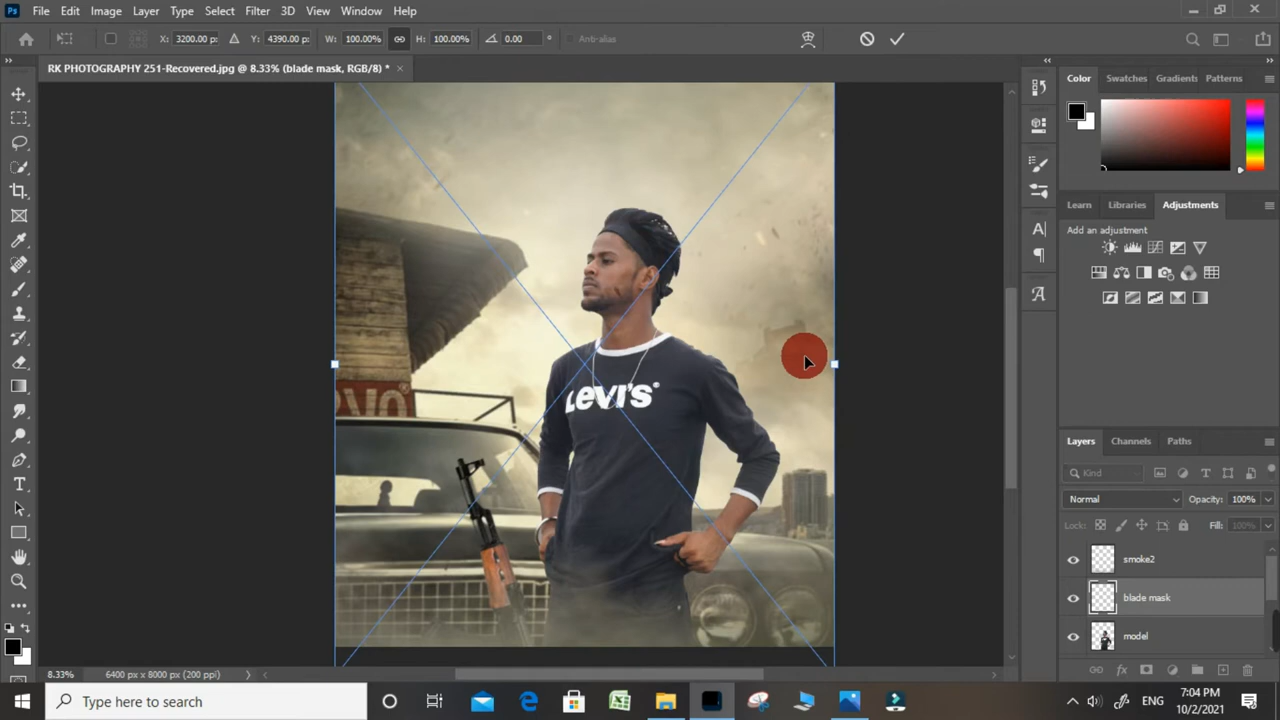 Ps File Edit Image Layer Type Select Filter 3D View Window Help
X: 3200.00 p: Y: 4390.00 p: W: 100.00% H: 100.00% 0.00 ° Anti-alias
RK PHOTOGRAPHY 251-Recovered.jpg @ 8.33% (blade mask, RGB/8) * ×
Color Swatches Gradients Patterns
Learn Libraries Adjustments
Add an adjustment
RVO
Levi's®
Layers Channels Paths
Kind
Normal Opacity: 100%
Lock: Fill: 100%
smoke2
blade mask
model
8.33% 6400 px x 8000 px (200 ppi)
Type here to search
ENG
7:04 PM
10/2/2021